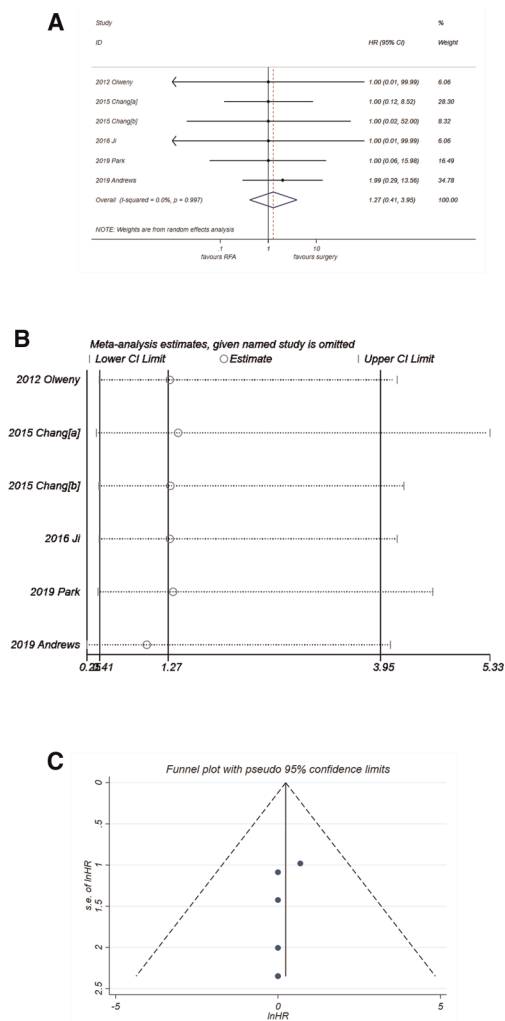 A
Study %
ID HR (95% CI) Weight
2012 Olweny 1.00 (0.01, 99.99) 6.06
2015 Chang[a] 1.00 (0.12, 8.52) 28.30
2015 Chang[b] 1.00 (0.02, 52.00) 8.32
2016 Ji 1.00 (0.01, 99.99) 6.06
2019 Park 1.00 (0.06, 15.98) 16.49
2019 Andrews 1.99 (0.29, 13.56) 34.78
Overall (I-squared = 0.0%, p = 0.997) 1.27 (0.41, 3.95) 100.00
NOTE: Weights are from random effects analysis
.1 1 10
favours RFA favours surgery
B
Meta-analysis estimates, given named study is omitted
Lower CI Limit Estimate Upper CI Limit
2012 Olweny
2015 Chang[a]
2015 Chang[b]
2016 Ji
2019 Park
2019 Andrews
0.25 0.41 1.27 3.95 5.33
C
Funnel plot with pseudo 95% confidence limits
0
.5
1
1.5
2
2.5
s.e. of lnHR
-5 0 5
lnHR